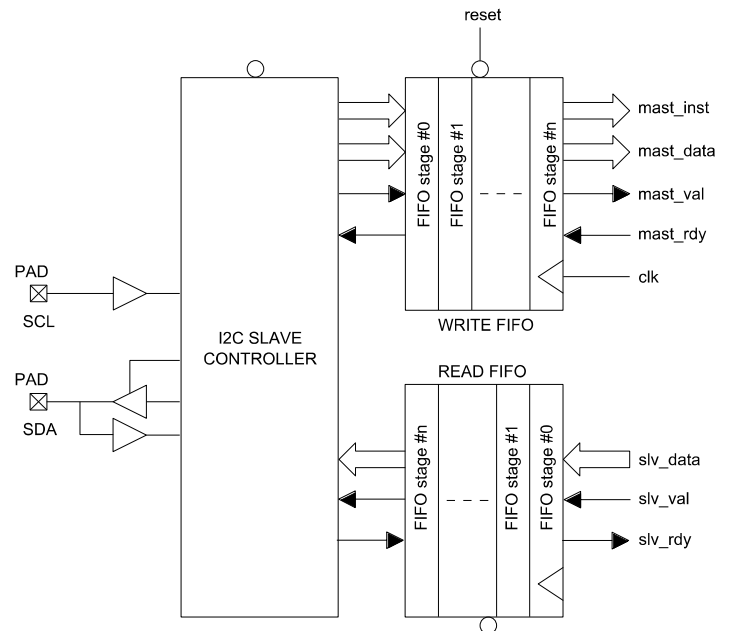 reset
mast_inst
mast_data
mast_val
mast_rdy
clk
FIFO stage #0
FIFO stage #1
FIFO stage #n
WRITE FIFO
PAD
SCL
I2C SLAVE
CONTROLLER
PAD
SDA
READ FIFO
FIFO stage #n
FIFO stage #1
FIFO stage #0
slv_data
slv_val
slv_rdy